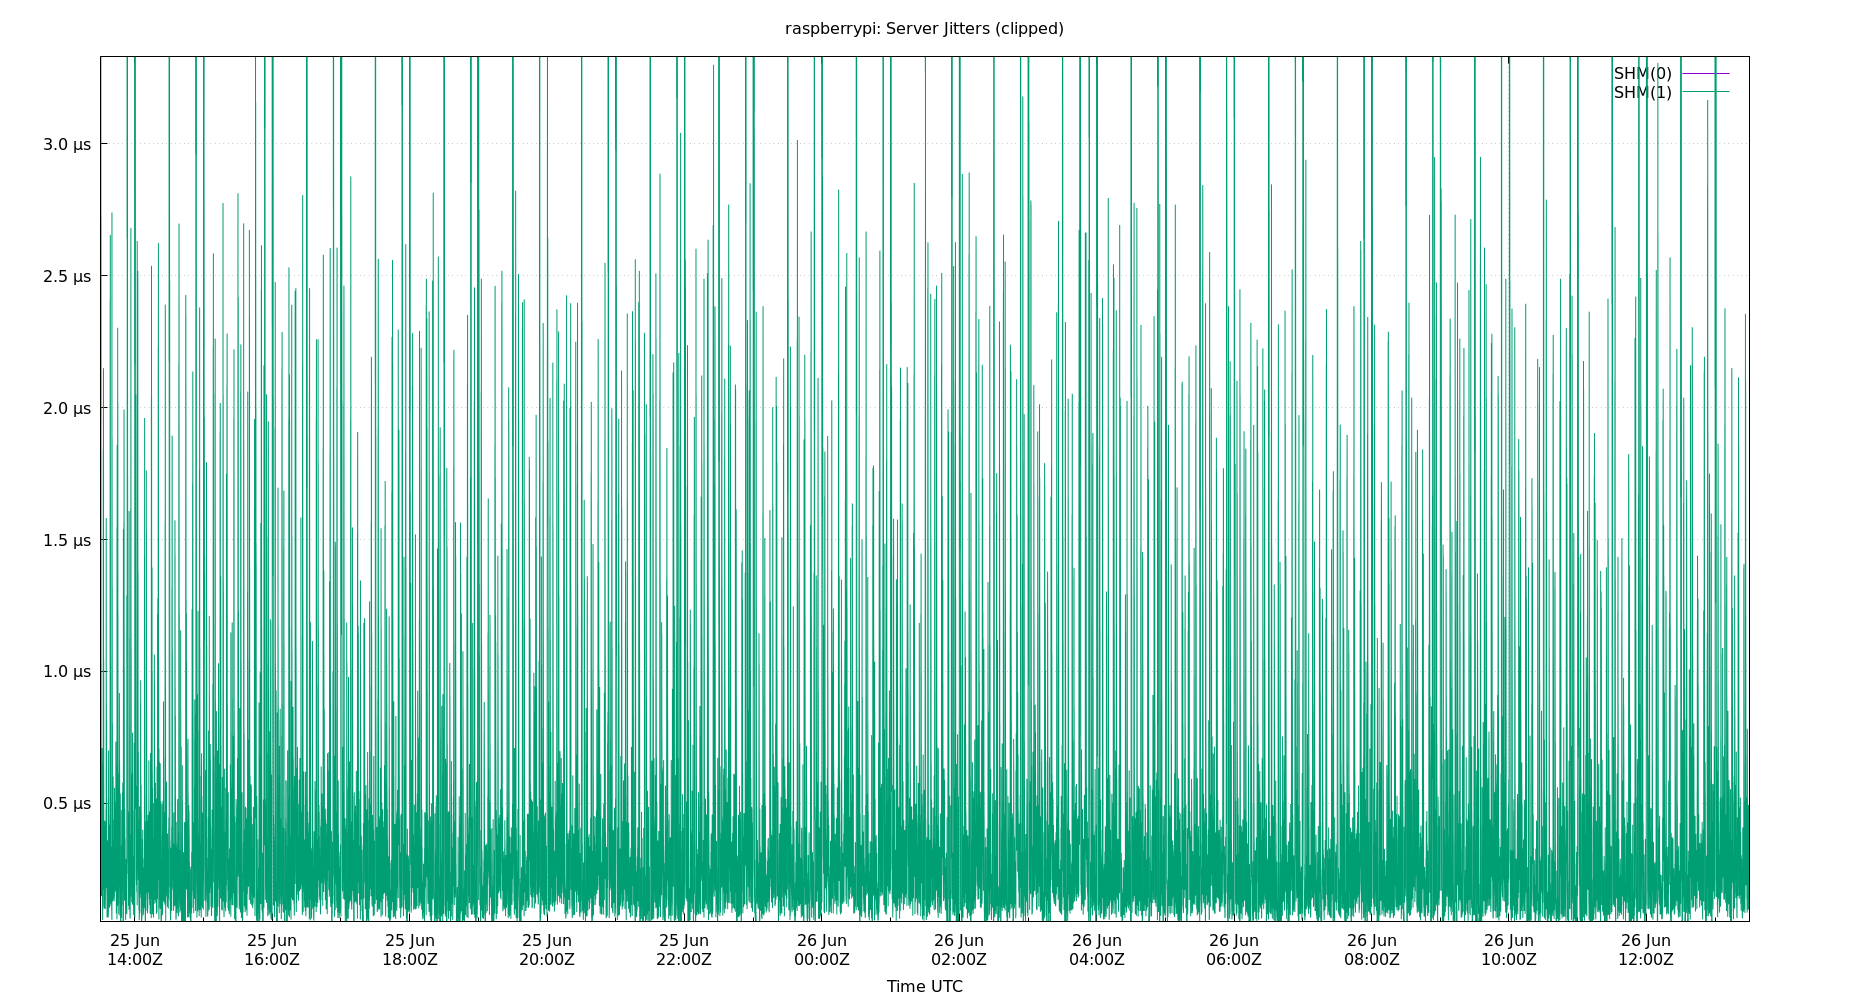 raspberrypi: Server Jitters (clipped)
SHM(0)
SHM(1)
3.0 μs
2.5 μs
2.0 μs
1.5 μs
1.0 μs
0.5 μs
25 Jun 25 Jun 25 Jun 25 Jun 25 Jun 26 Jun 26 Jun 26 Jun 26 Jun 26 Jun 26 Jun 26 Jun
14:00Z 16:00Z 18:00Z 20:00Z 22:00Z 00:00Z 02:00Z 04:00Z 06:00Z 08:00Z 10:00Z 12:00Z
Time UTC